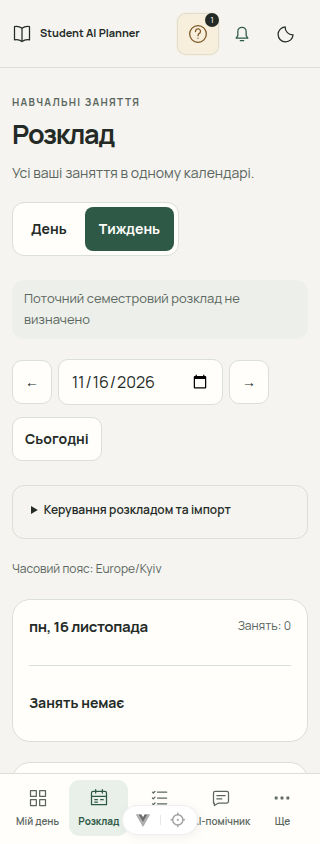 Student AI Planner
1
НАВЧАЛЬНІ ЗАНЯТТЯ
Розклад
Усі ваші заняття в одному календарі.
День
Тиждень
Поточний семестровий розклад не
визначено
←
11/16/2026
→
Сьогодні
▶ Керування розкладом та імпорт
Часовий пояс: Europe/Kyiv
пн, 16 листопада
Занять: 0
Занять немає
Мій день
Розклад
-помічник
Ще